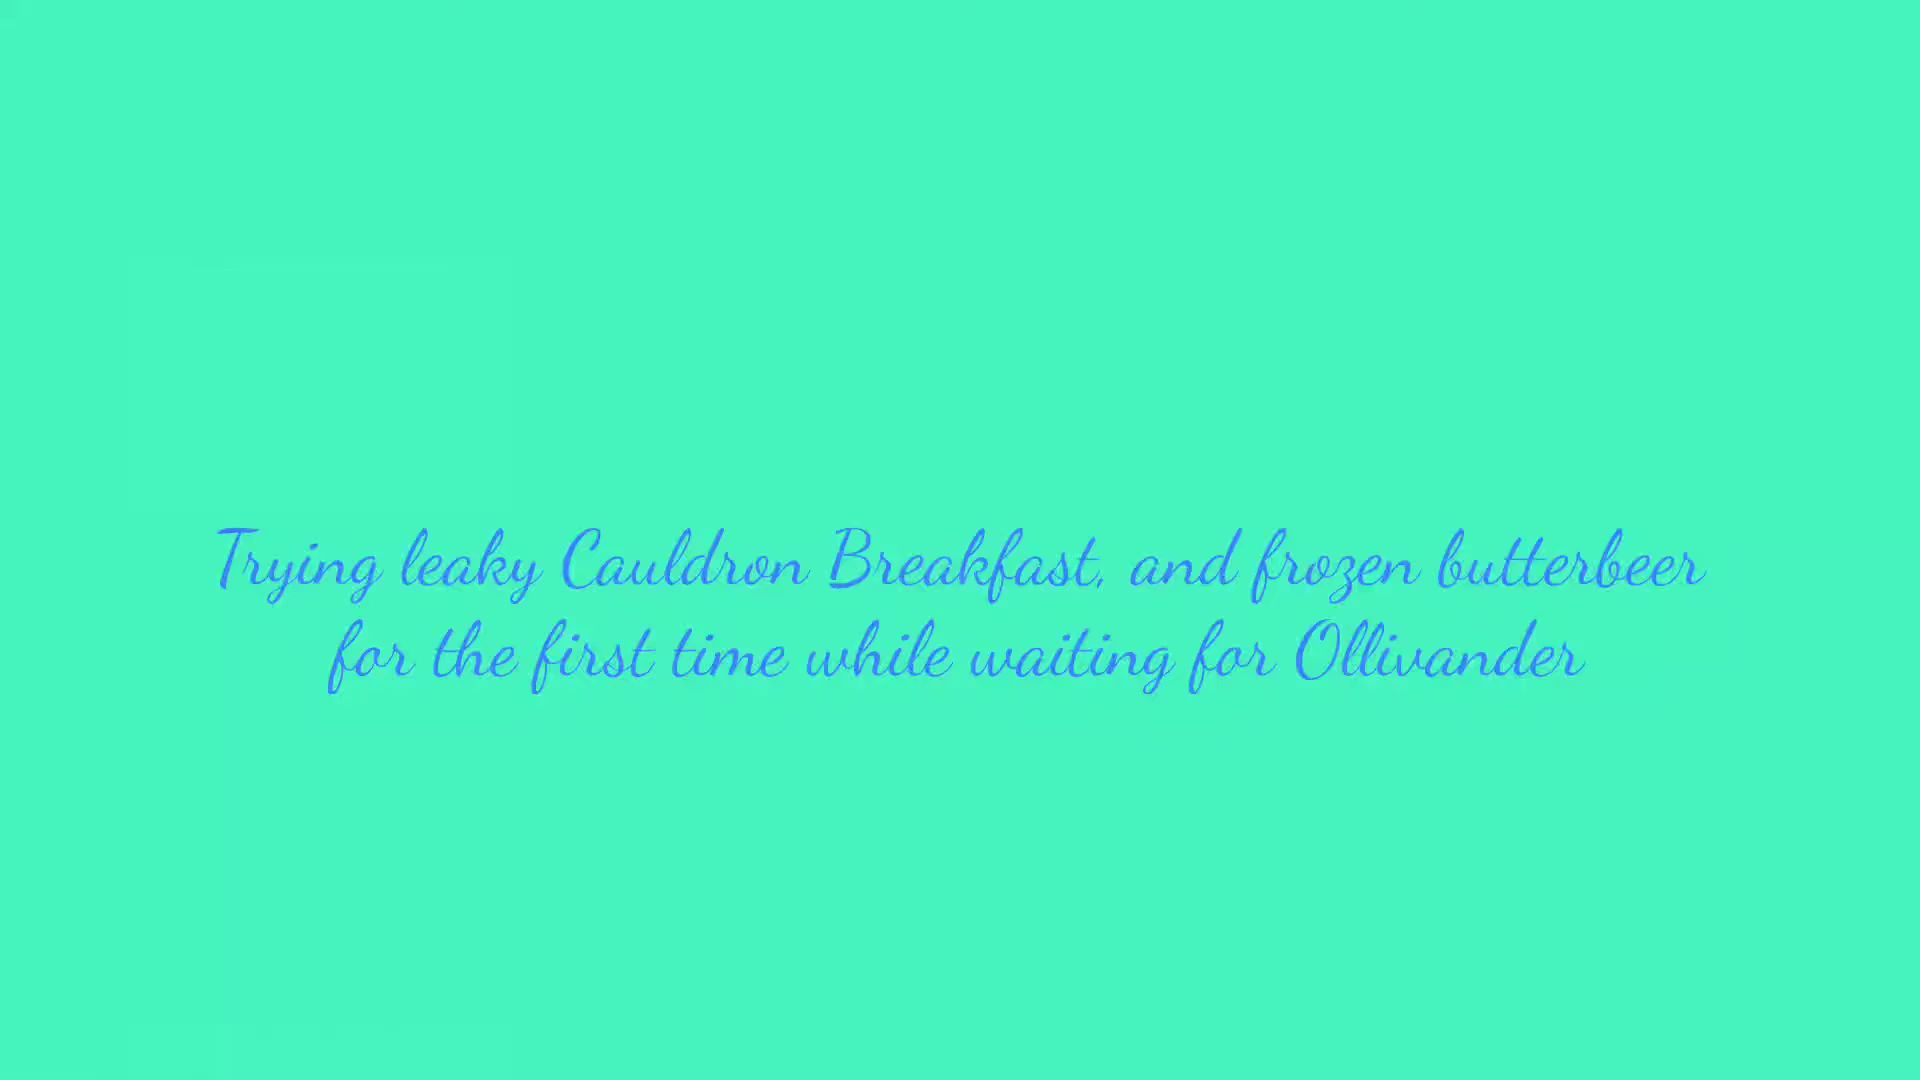 Trying leaky Cauldron Breakfast, and frozen butterbeer
for the first time while waiting for Ollivander